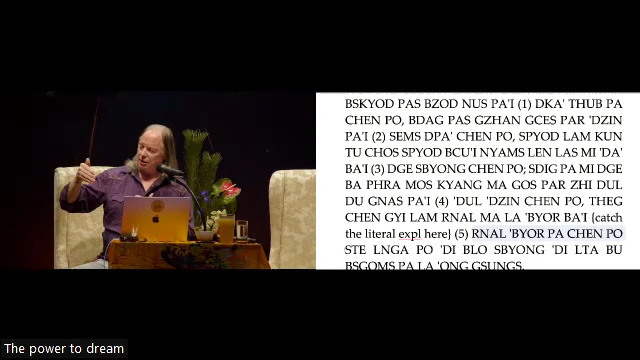 BSKYOD PAS BZOD NUS PA'I (1) DKA' THUB PA
CHEN PO, BDAG PAS GZHAN GCES PAR 'DZIN
PA'I (2) SEMS DPA' CHEN PO, SPYOD LAM KUN
TU CHOS SPYOD BCU'I NYAMS LEN LAS MI 'DA'
BA'I (3) DGE SBYONG CHEN PO; SDIG PA MI DGE
BA PHRA MOS KYANG MA GOS PAR ZHI DUL
DU GNAS PA'I (4) 'DUL 'DZIN CHEN PO, THEG
CHEN GYI LAM RNAL MA LA 'BYOR BA'I {catch
the literal expl here} (5) RNAL 'BYOR PA CHEN PO
STE LNGA PO 'DI BLO SBYONG 'DI LTA BU
BSGOMS PA LA 'ONG GSUNGS.
The power to dream